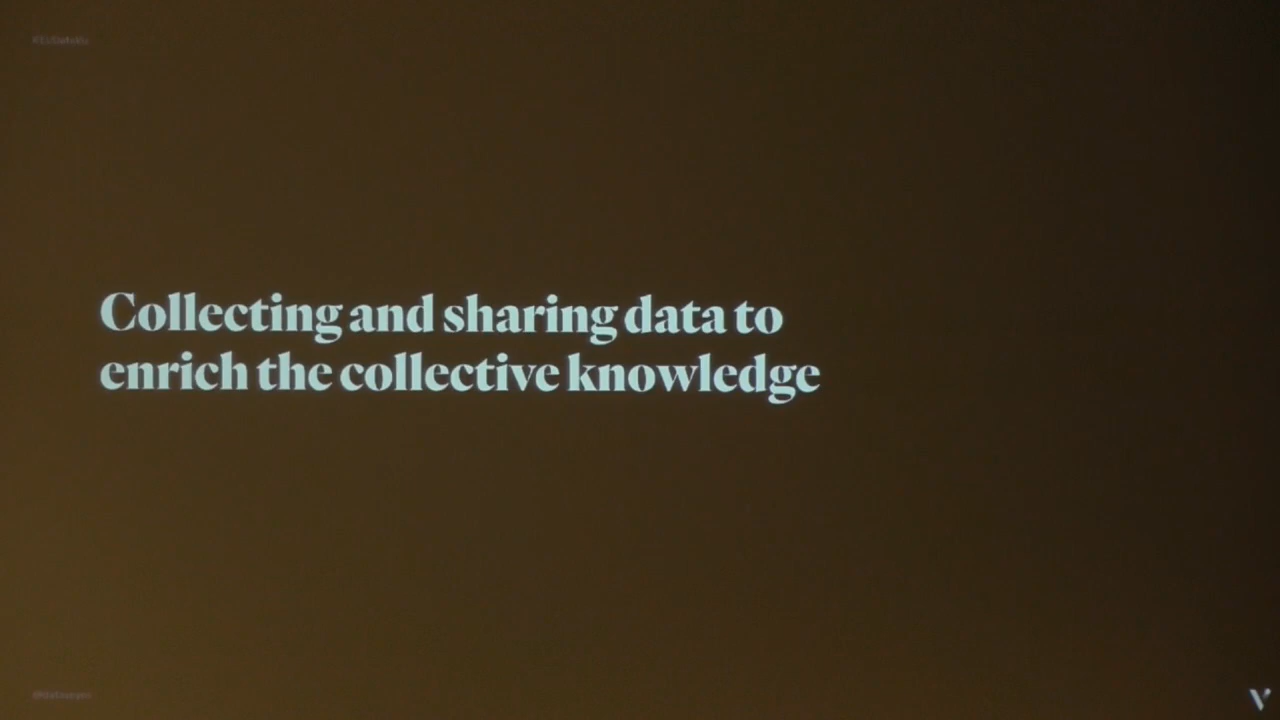 Collecting and sharing data to
enrich the collective knowledge